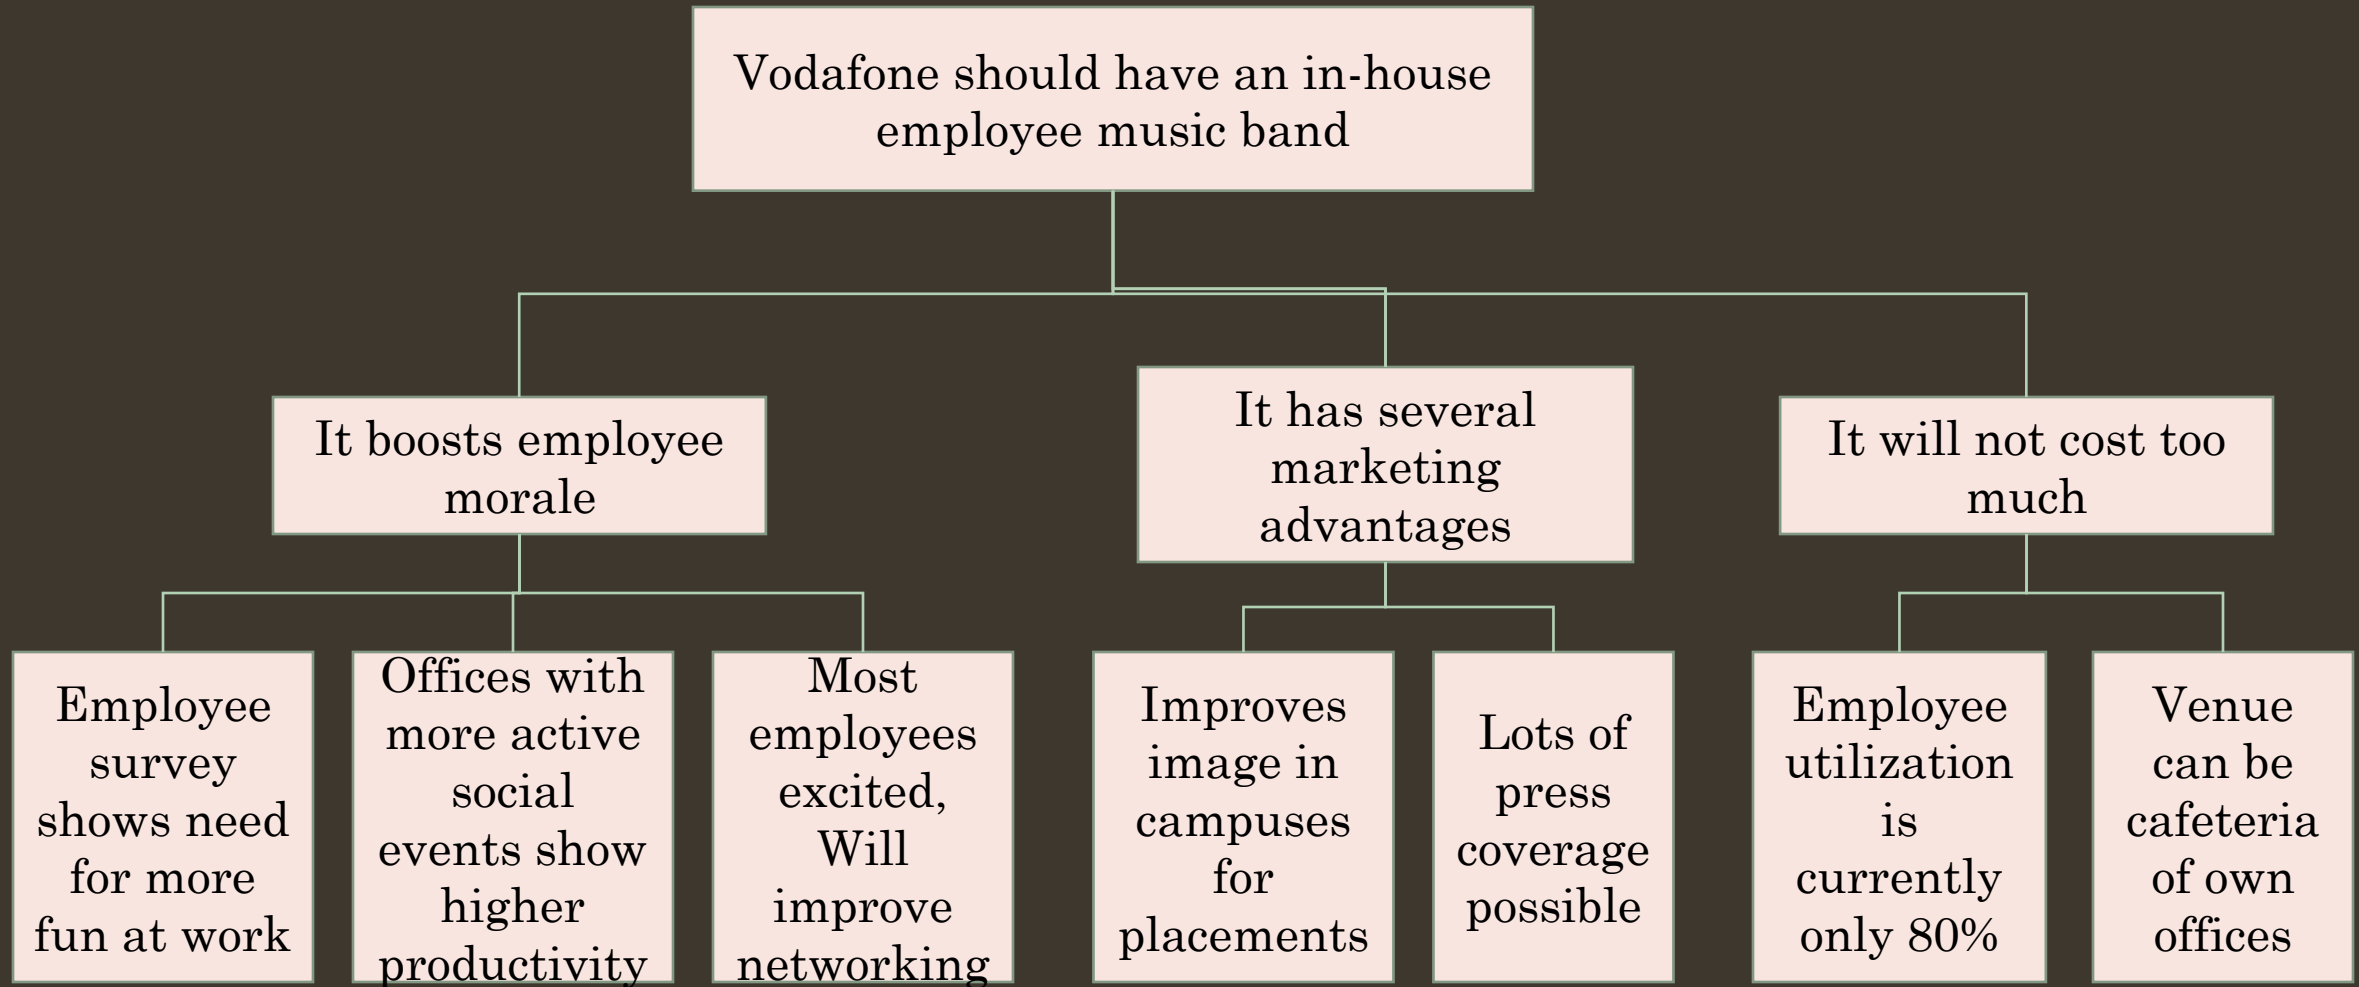 Vodafone should have an in-house
employee music band
It boosts employee
morale
It has several
marketing
advantages
It will not cost too
much
Employee
survey
shows need
for more
fun at work
Offices with
more active
social
events show
higher
productivity
Most
employees
excited,
Will
improve
networking
Improves
image in
campuses
for
placements
Lots of
press
coverage
possible
Employee
utilization
is
currently
only 80%
Venue
can be
cafeteria
of own
offices